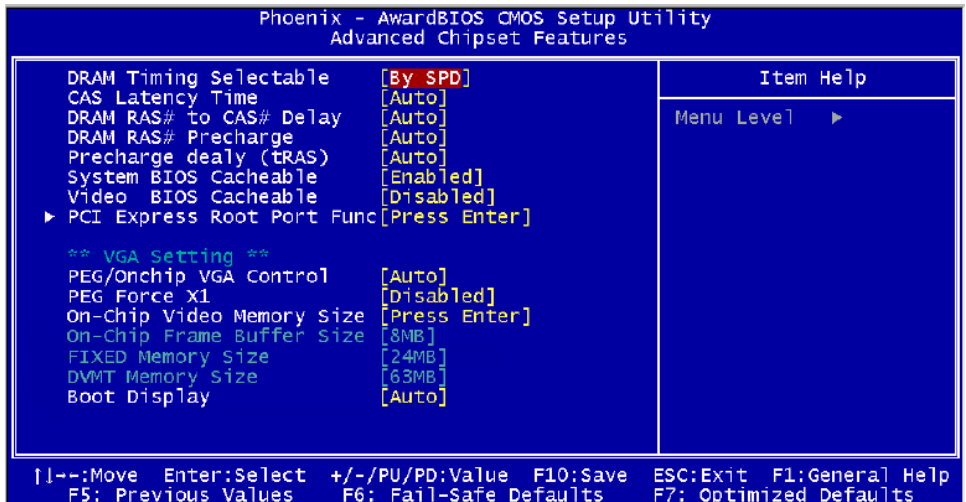 Phoenix - AwardBIOS CMOS Setup Utility
Advanced Chipset Features
DRAM Timing Selectable [By SPD]
CAS Latency Time [Auto]
DRAM RAS# to CAS# Delay [Auto]
DRAM RAS# Precharge [Auto]
Precharge dealy (tRAS) [Auto]
System BIOS Cacheable [Enabled]
Video BIOS Cacheable [Disabled]
▶ PCI Express Root Port Func[Press Enter]
** VGA Setting **
PEG/Onchip VGA Control [Auto]
PEG Force X1 [Disabled]
On-Chip Video Memory Size [Press Enter]
On-Chip Frame Buffer Size [8MB]
FIXED Memory Size [24MB]
DVMT Memory Size [63MB]
Boot Display [Auto]
Item Help
Menu Level ▶
↑↓→←:Move Enter:Select +/-/PU/PD:Value F10:Save ESC:Exit F1:General Help
F5: Previous Values F6: Fail-Safe Defaults F7: Optimized Defaults